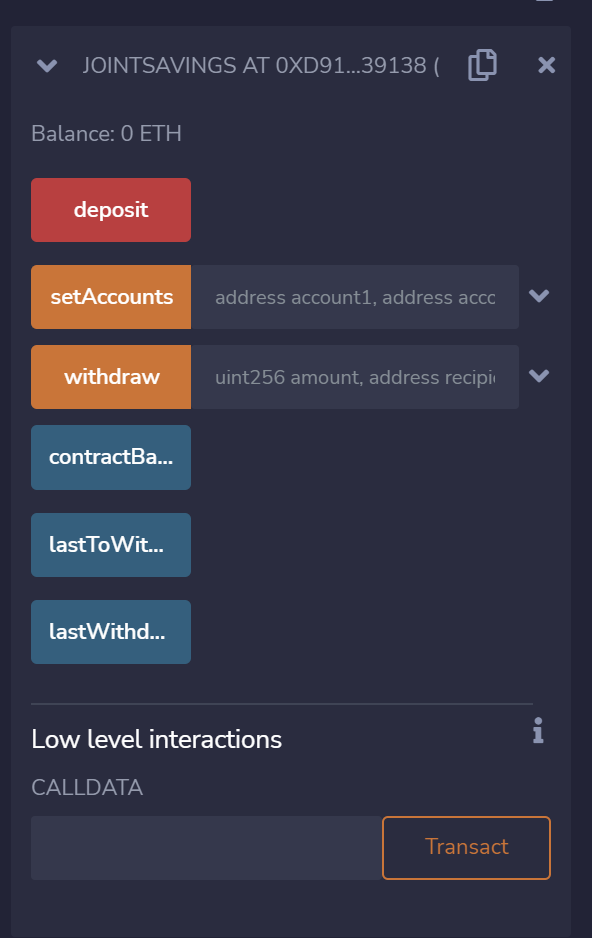 JOINTSAVINGS AT 0XD91...39138 (
Balance: 0 ETH
deposit
setAccounts address account1, address accc
withdraw uint256 amount, address recipi
contractBa...
lastToWit...
lastWithd...
Low level interactions
CALLDATA
Transact